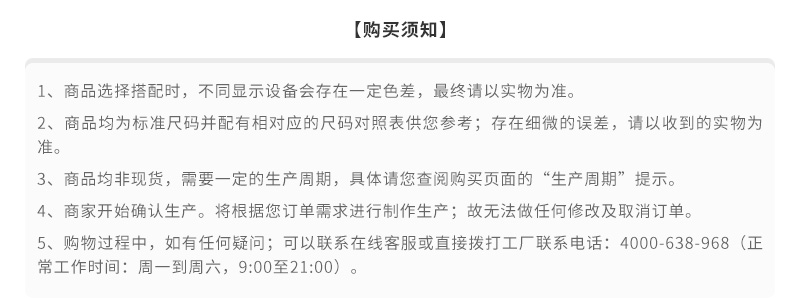 【购买须知】
1、商品选择搭配时，不同显示设备会存在一定色差，最终请以实物为准。
2、商品均为标准尺码并配有相对应的尺码对照表供您参考；存在细微的误差，请以收到的实物为
准。
3、商品均非现货，需要一定的生产周期，具体请您查阅购买页面的“生产周期”提示。
4、商家开始确认生产。将根据您订单需求进行制作生产；故无法做任何修改及取消订单。
5、购物过程中，如有任何疑问；可以联系在线客服或直接拨打工厂联系电话：4000-638-968（正
常工作时间：周一到周六，9:00至21:00）。